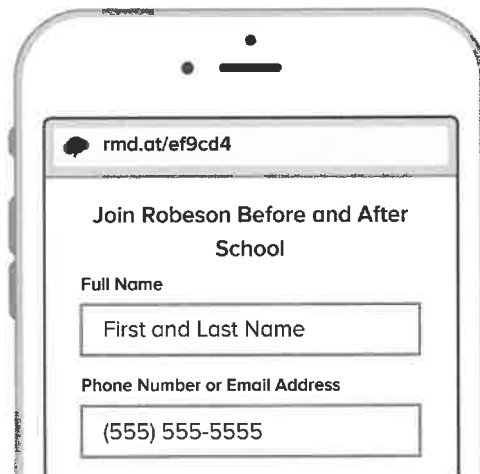 rmd.at/ef9cd4
Join Robeson Before and After
School
Full Name
First and Last Name
Phone Number or Email Address
(555) 555-5555